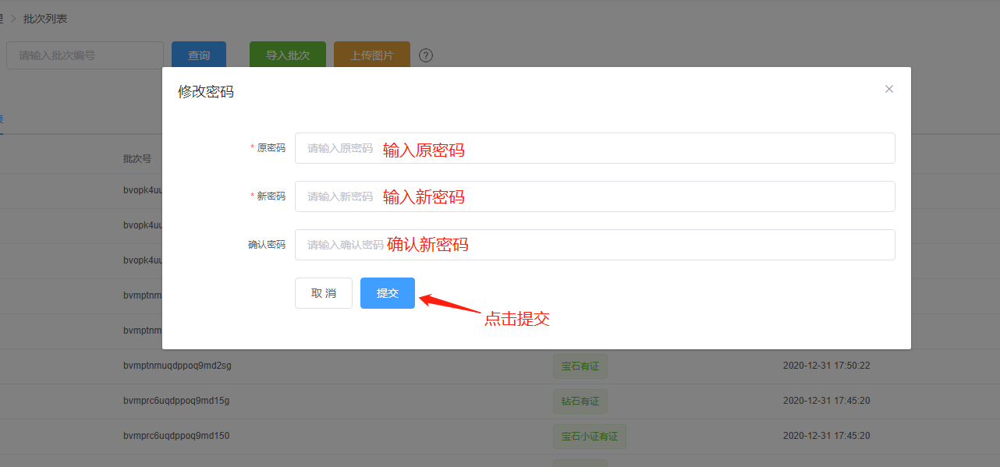 理 > 批次列表
请输入批次编号 查询 导入批次 上传图片 ?
修改密码 ×
表
* 原密码 请输入原密码 输入原密码
批次号
* 新密码 请输入新密码 输入新密码
bvopk4uu
bvopk4uu
确认密码 请输入确认密码 确认新密码
bvopk4uu
取 消 提交
bvmptnm
点击提交
bvmptnm
bvmptnmuqdppoq9md2sg 宝石有证 2020-12-31 17:50:22
bvmprc6uqdppoq9md15g 钻石有证 2020-12-31 17:45:20
bvmprc6uqdppoq9md150 宝石小证有证 2020-12-31 17:45:20